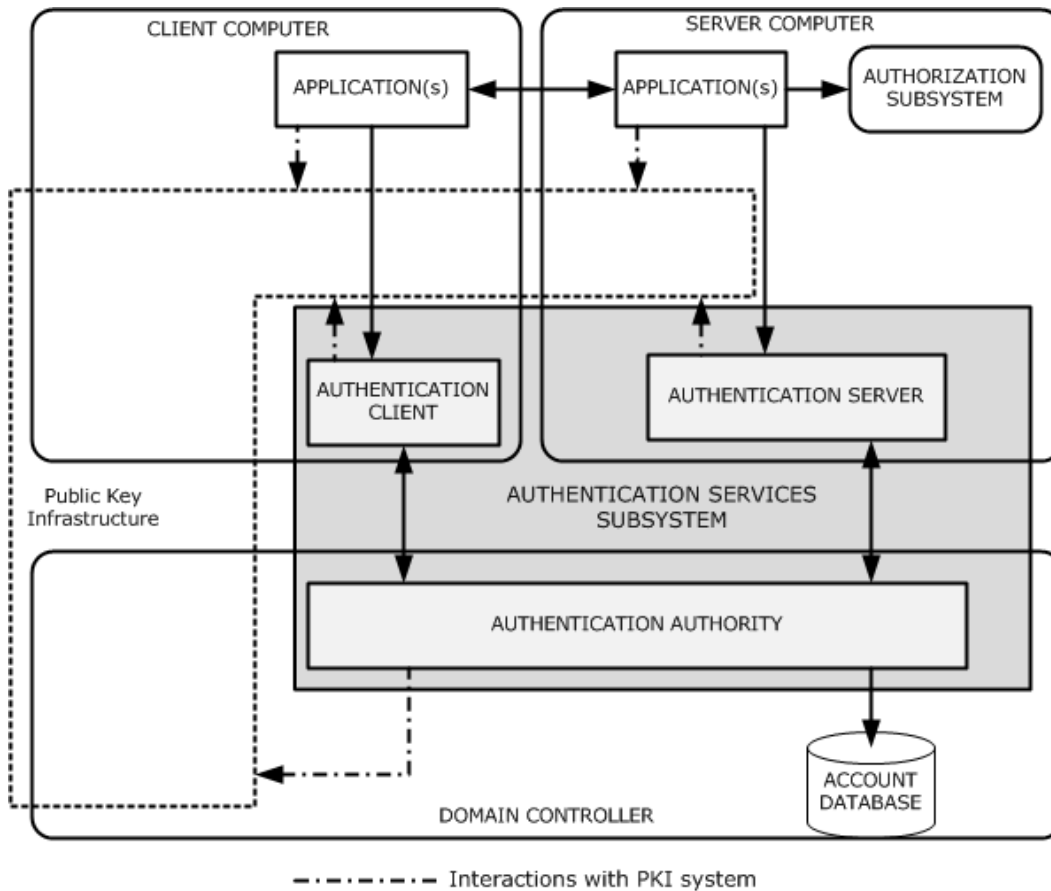 CLIENT COMPUTER
SERVER COMPUTER
APPLICATION(s)
APPLICATION(s)
AUTHORIZATION
SUBSYSTEM
AUTHENTICATION
CLIENT
AUTHENTICATION SERVER
Public Key
Infrastructure
AUTHENTICATION SERVICES
SUBSYSTEM
AUTHENTICATION AUTHORITY
ACCOUNT
DATABASE
DOMAIN CONTROLLER
Interactions with PKI system